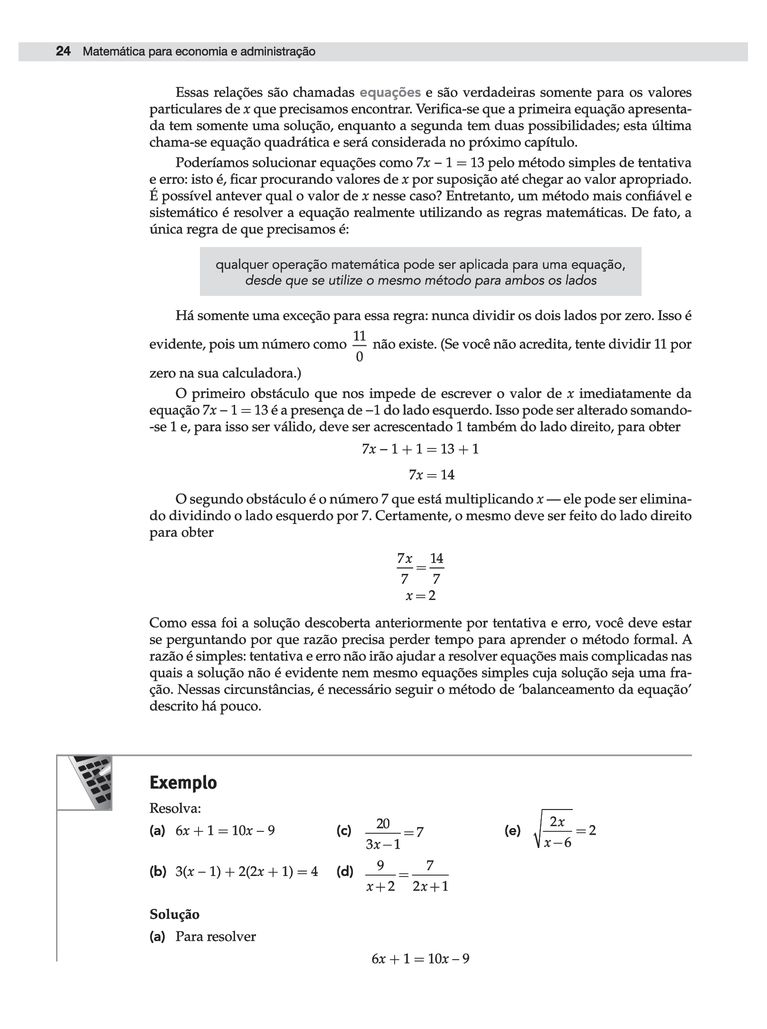 24 Matemática para economia e administração
Essas relações são chamadas equações e são verdadeiras somente para os valores
particulares de x que precisamos encontrar. Verifica-se que a primeira equação apresenta-
da tem somente uma solução, enquanto a segunda tem duas possibilidades; esta última
chama-se equação quadrática e será considerada no próximo capítulo.
Poderíamos solucionar equações como 7x – 1 = 13 pelo método simples de tentativa
e erro: isto é, ficar procurando valores de x por suposição até chegar ao valor apropriado.
É possível antever qual o valor de x nesse caso? Entretanto, um método mais confiável e
sistemático é resolver a equação realmente utilizando as regras matemáticas. De fato, a
única regra de que precisamos é:
qualquer operação matemática pode ser aplicada para uma equação,
desde que se utilize o mesmo método para ambos os lados
Há somente uma exceção para essa regra: nunca dividir os dois lados por zero. Isso é
evidente, pois um número como 11/0 não existe. (Se você não acredita, tente dividir 11 por
zero na sua calculadora.)
O primeiro obstáculo que nos impede de escrever o valor de x imediatamente da
equação 7x – 1 = 13 é a presença de –1 do lado esquerdo. Isso pode ser alterado somando-
-se 1 e, para isso ser válido, deve ser acrescentado 1 também do lado direito, para obter
7x – 1 + 1 = 13 + 1
7x = 14
O segundo obstáculo é o número 7 que está multiplicando x — ele pode ser elimina-
do dividindo o lado esquerdo por 7. Certamente, o mesmo deve ser feito do lado direito
para obter
7x/7 = 14/7
x = 2
Como essa foi a solução descoberta anteriormente por tentativa e erro, você deve estar
se perguntando por que razão precisa perder tempo para aprender o método formal. A
razão é simples: tentativa e erro não irão ajudar a resolver equações mais complicadas nas
quais a solução não é evidente nem mesmo equações simples cuja solução seja uma fra-
ção. Nessas circunstâncias, é necessário seguir o método de ‘balanceamento da equação’
descrito há pouco.
Exemplo
Resolva:
(a) 6x + 1 = 10x – 9 (c) 20/(3x – 1) = 7 (e) √(2x/(x – 6)) = 2
(b) 3(x – 1) + 2(2x + 1) = 4 (d) 9/(x + 2) = 7/(2x + 1)
Solução
(a) Para resolver
6x + 1 = 10x – 9